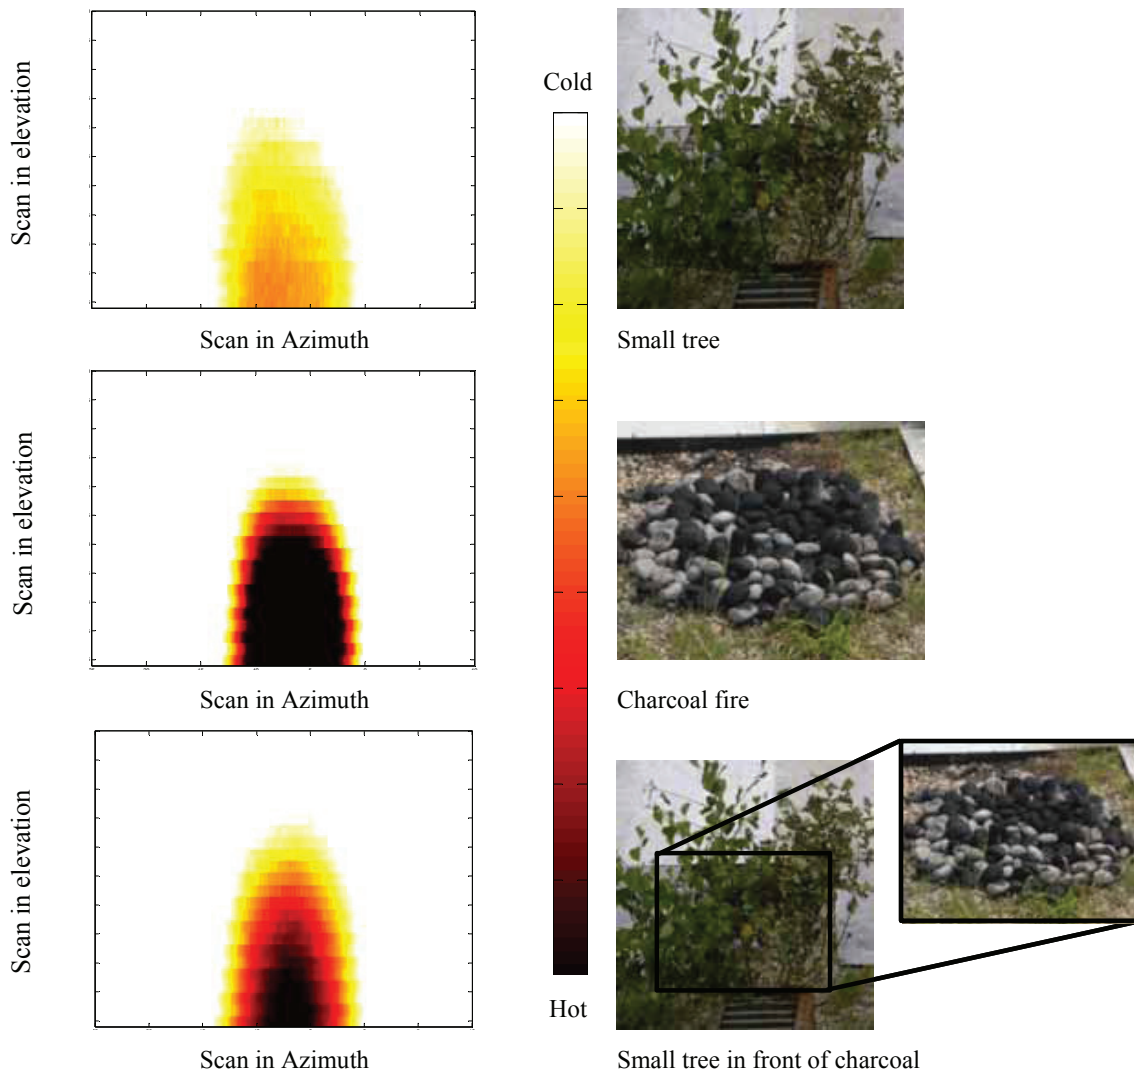 Scan in elevation
Scan in Azimuth
Cold
Small tree
Scan in elevation
Scan in Azimuth
Charcoal fire
Scan in elevation
Scan in Azimuth
Hot
Small tree in front of charcoal